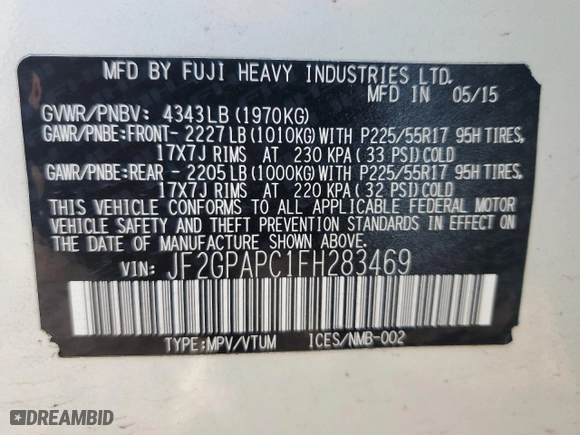 MFD BY FUJI HEAVY INDUSTRIES LTD.
MFD IN 05/15
GVWR/PNBV: 4343LB (1970KG)
GAWR/PNBE:FRONT- 2227LB (1010KG)WITH P225/55R17 95H TIRES,
17X7J RIMS AT 230 KPA ( 33 PSI)COLD
GAWR/PNBE:REAR - 2205LB (1000KG)WITH P225/55R17 95H TIRES,
17X7J RIMS AT 220 KPA ( 32 PSI)COLD
THIS VEHICLE CONFORMS TO ALL APPLICABLE FEDERAL MOTOR
VEHICLE SAFETY AND THEFT PREVENTION STANDARDS IN EFFECT ON
THE DATE OF MANUFACTURE SHOWN ABOVE.
VIN: JF2GPAPC1FH283469
TYPE:MPV/VTUM ICES/NMB-002
DREAMBID